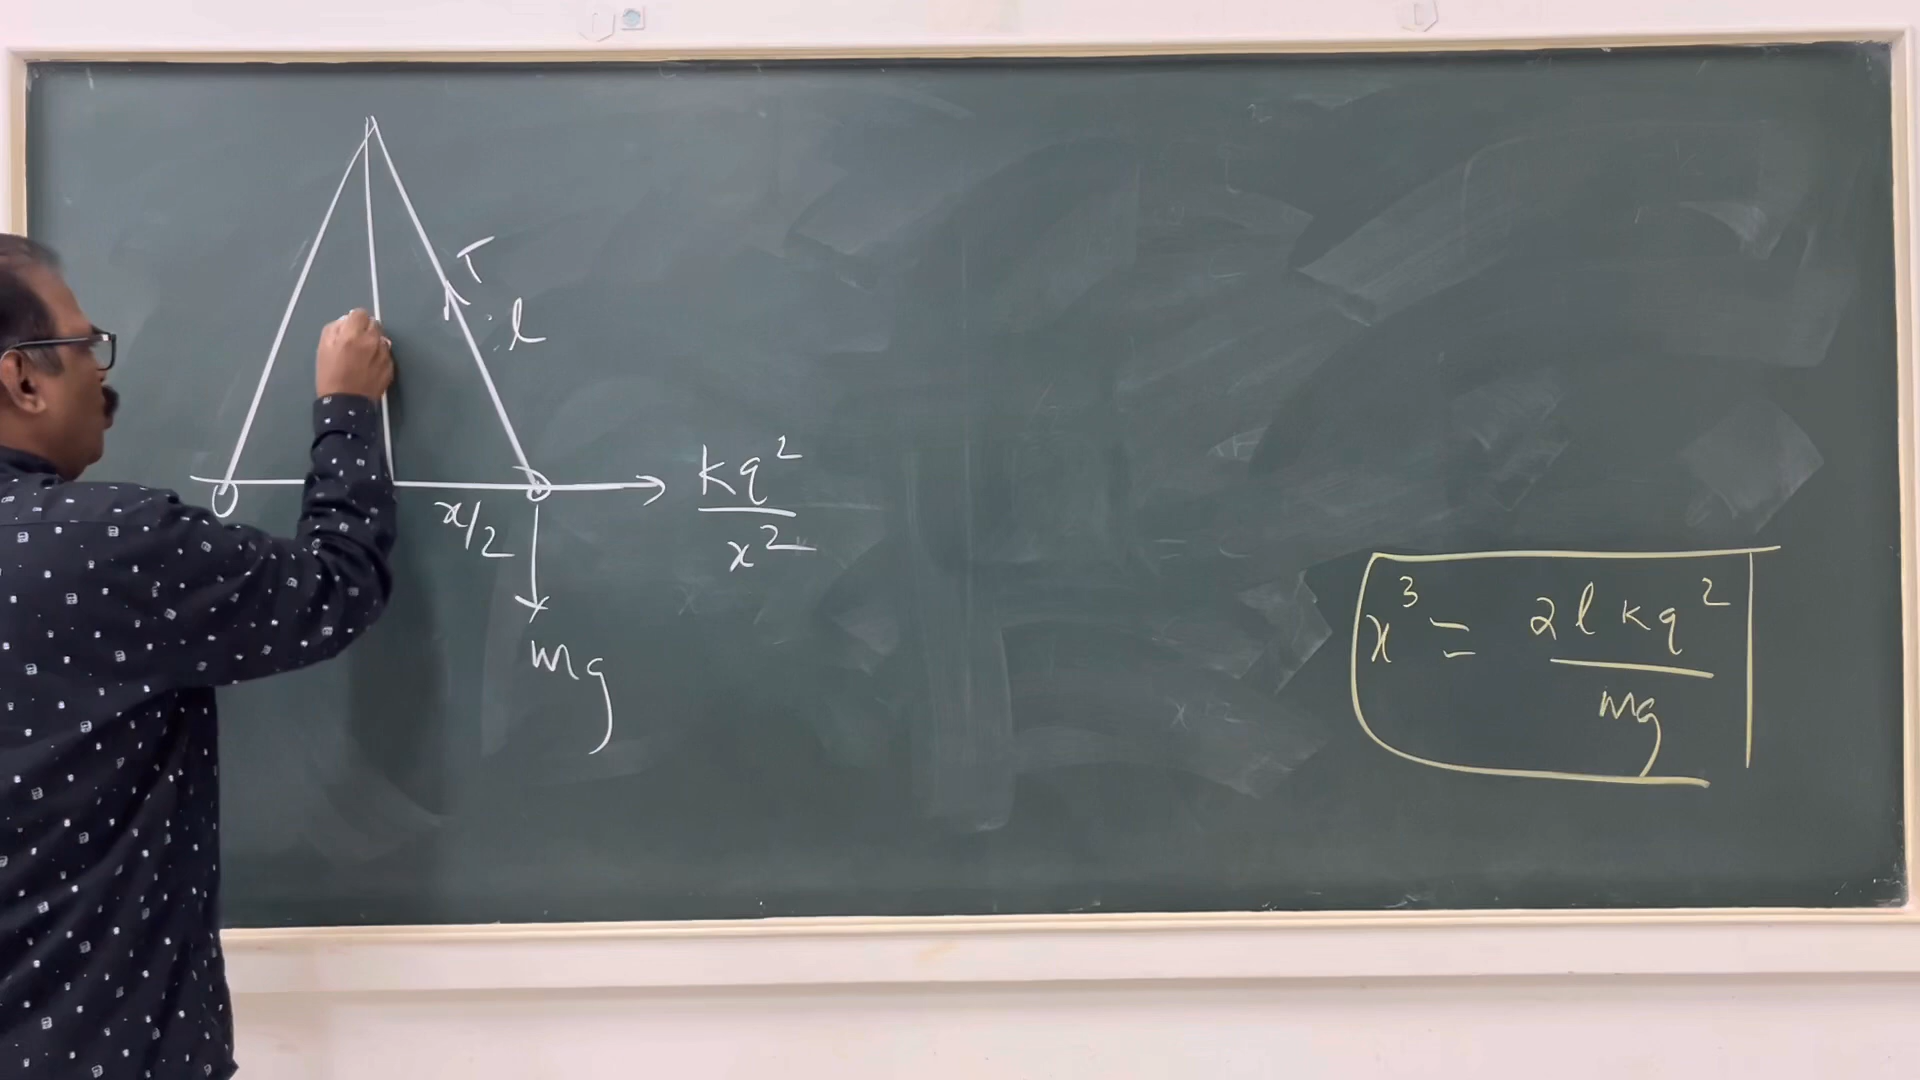 T
l
kq²
x²
x/2
mg
x³ = 2lkq²
mg